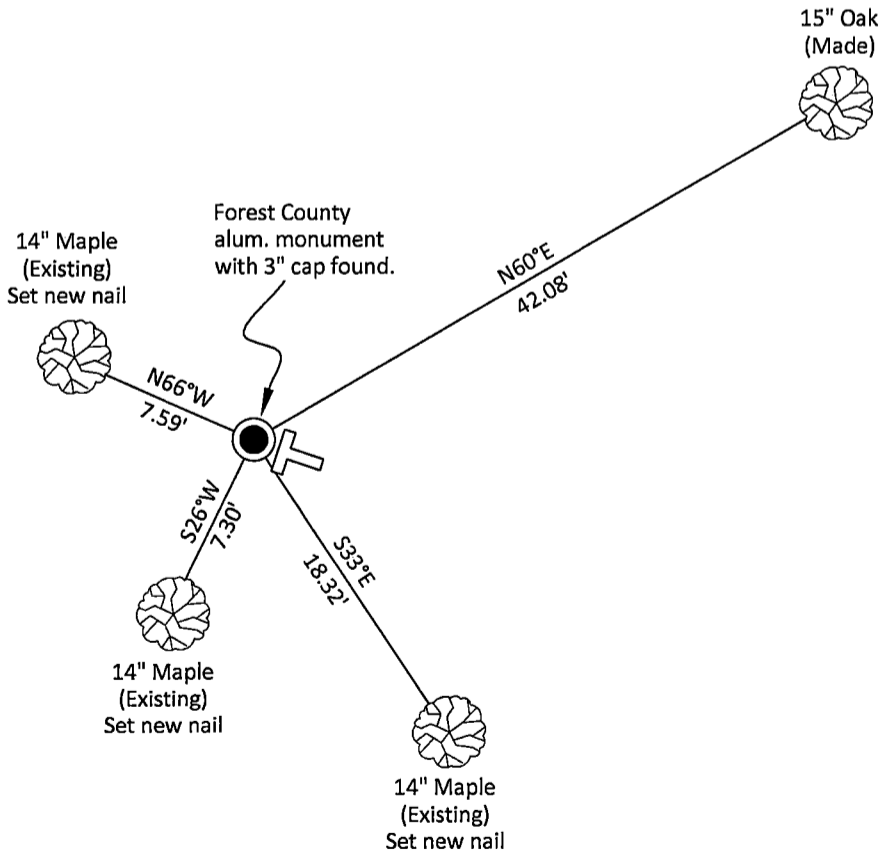 15" Oak
(Made)
Forest County
alum. monument
with 3" cap found.
14" Maple
(Existing)
Set new nail
N60°E
42.08'
N66°W
7.59'
S26°W
7.30'
S33°E
18.32'
14" Maple
(Existing)
Set new nail
14" Maple
(Existing)
Set new nail